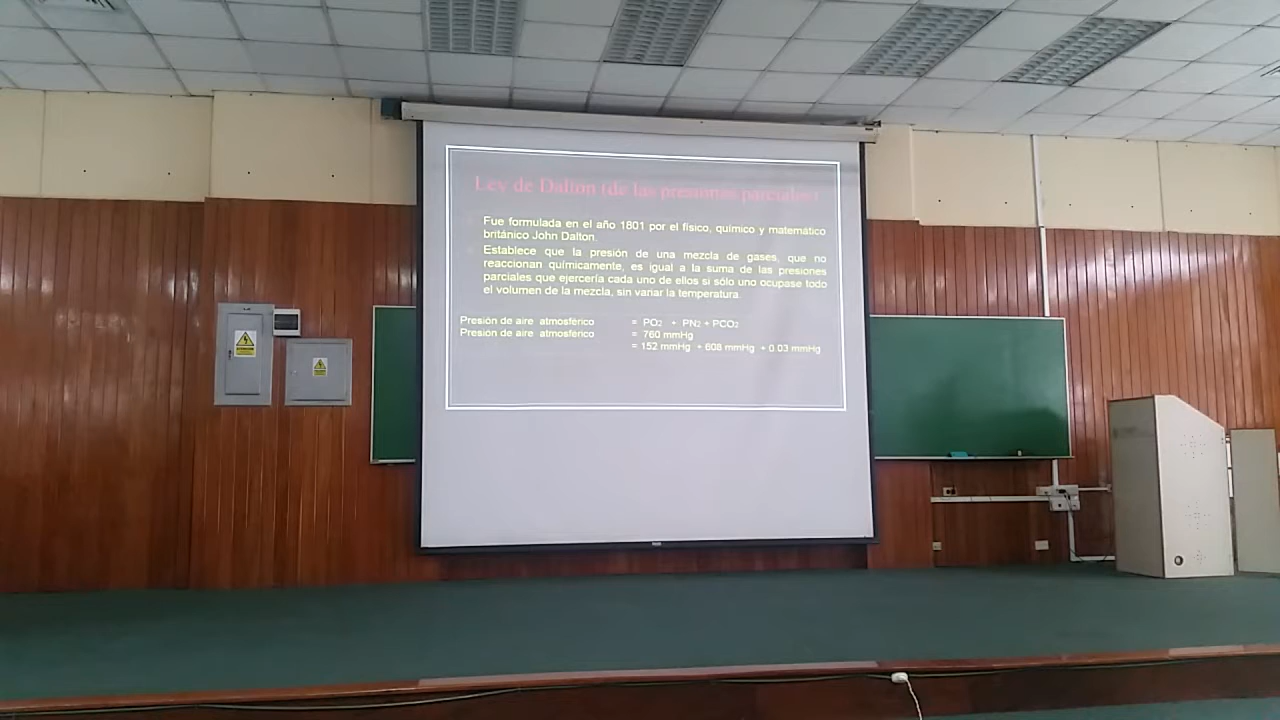 Ley de Dalton (de las presiones parciales)
Fue formulada en el año 1801 por el físico, químico y matemático
británico John Dalton.
Establece que la presión de una mezcla de gases, que no
reaccionan químicamente, es igual a la suma de las presiones
parciales que ejercería cada uno de ellos si sólo uno ocupase todo
el volumen de la mezcla, sin variar la temperatura.
Presión de aire atmosférico = PO2 + PN2 + PCO2
Presión de aire atmosférico = 760 mmHg
= 152 mmHg + 608 mmHg + 0.03 mmHg